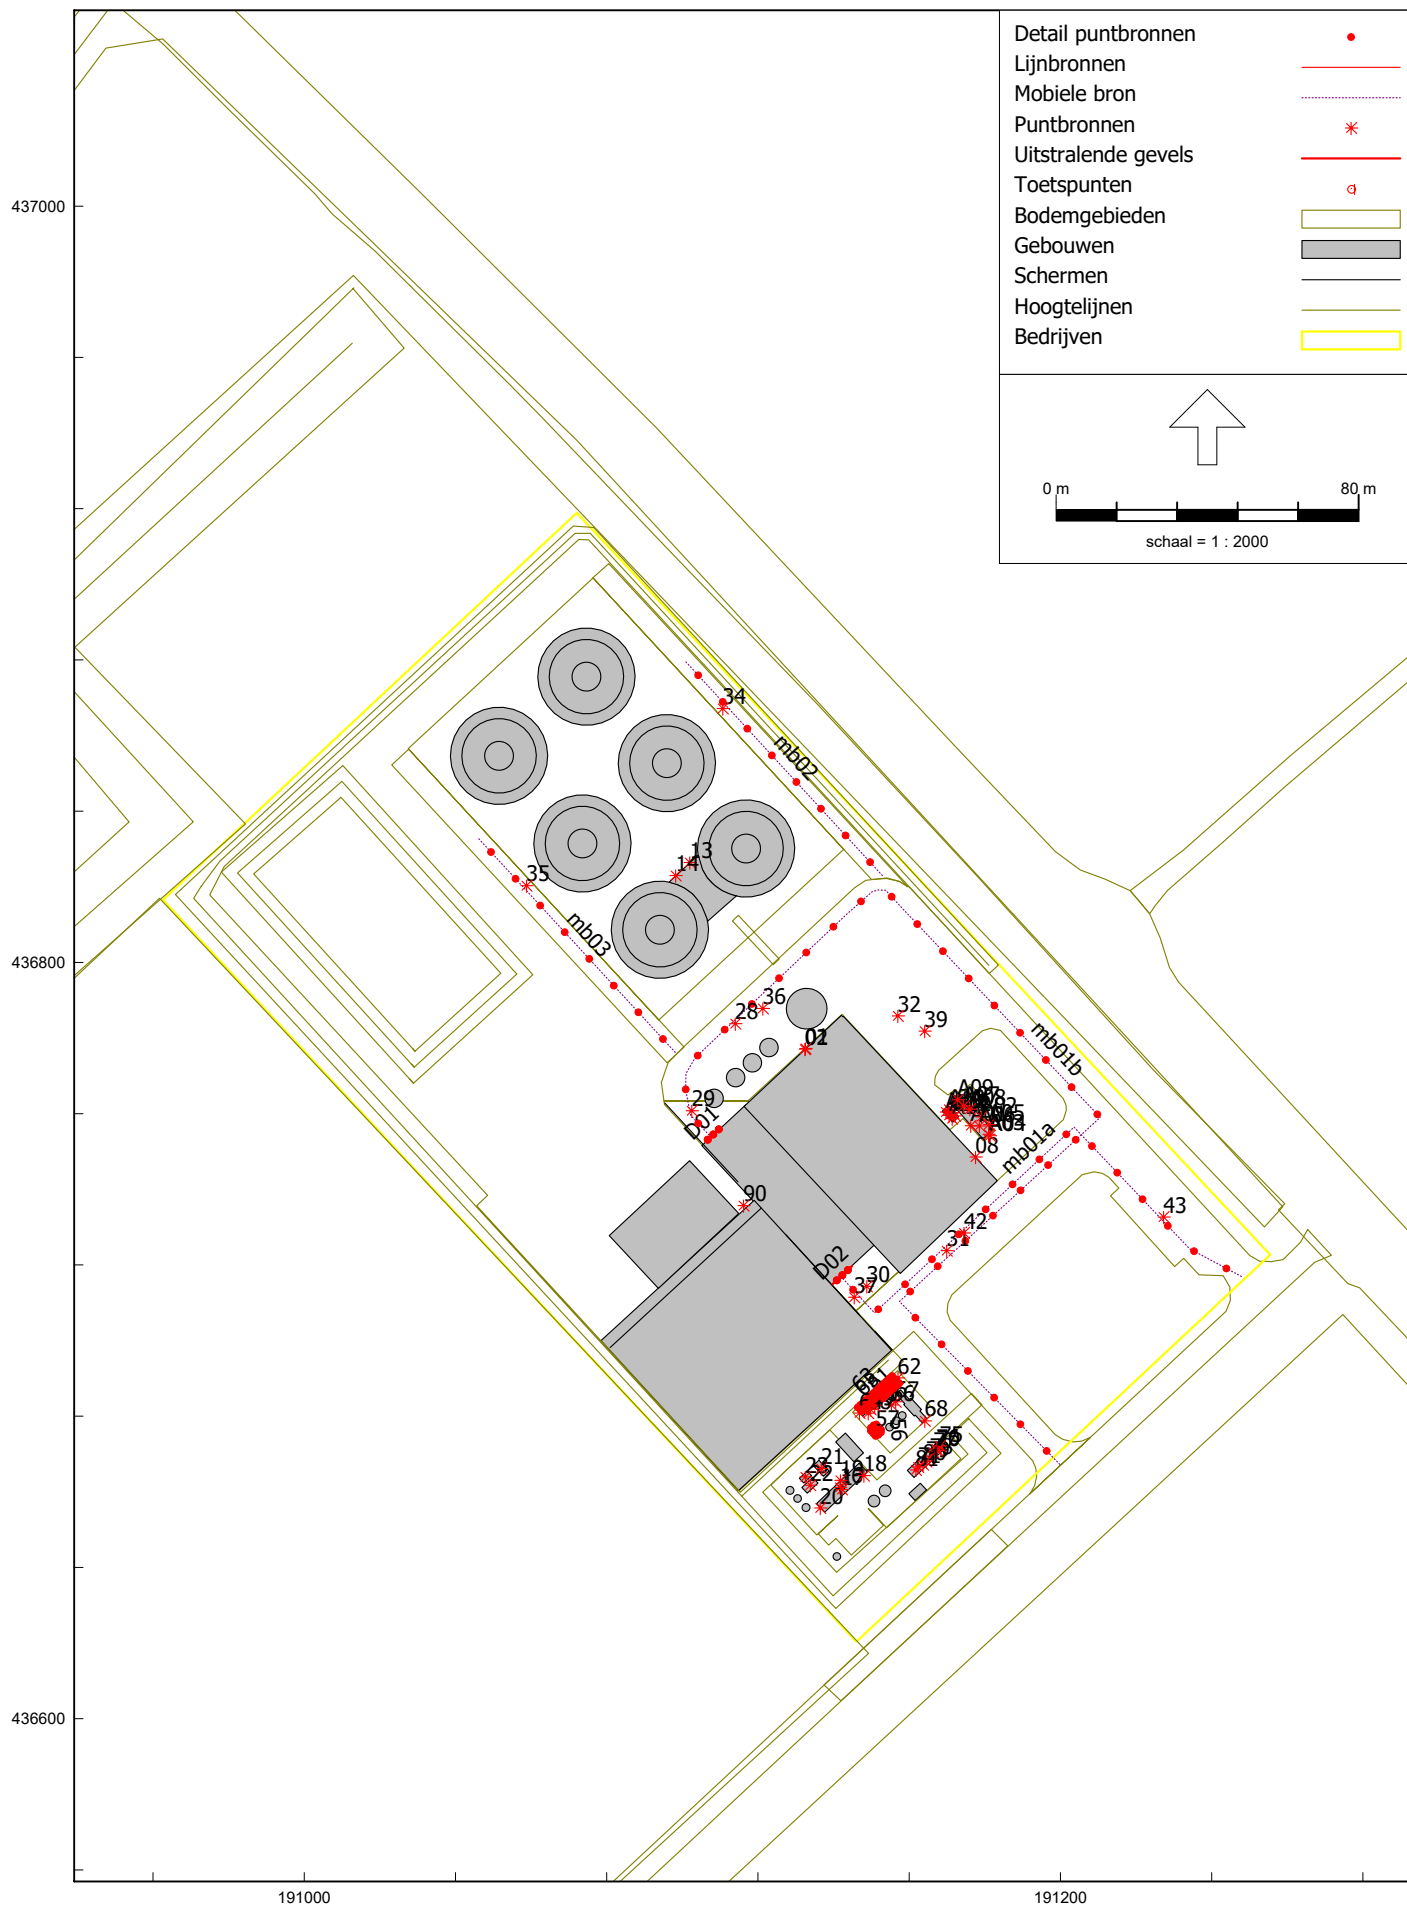 Detail puntbronnen
Lijnbronnen
Mobiele bron
Puntbronnen
Uitstralende gevels
Toetspunten
Bodemgebieden
Gebouwen
Schermen
Hoogtelijnen
Bedrijven
0 m 80 m
schaal = 1 : 2000
437000
34
mb02
13
14
35
mb03
436800
36
28
32
39
mb01b
A09
29
D01
08
mb01a
90
43
42
31
D02
30
37
62
68
57
21
18
20
436600
191000
191200